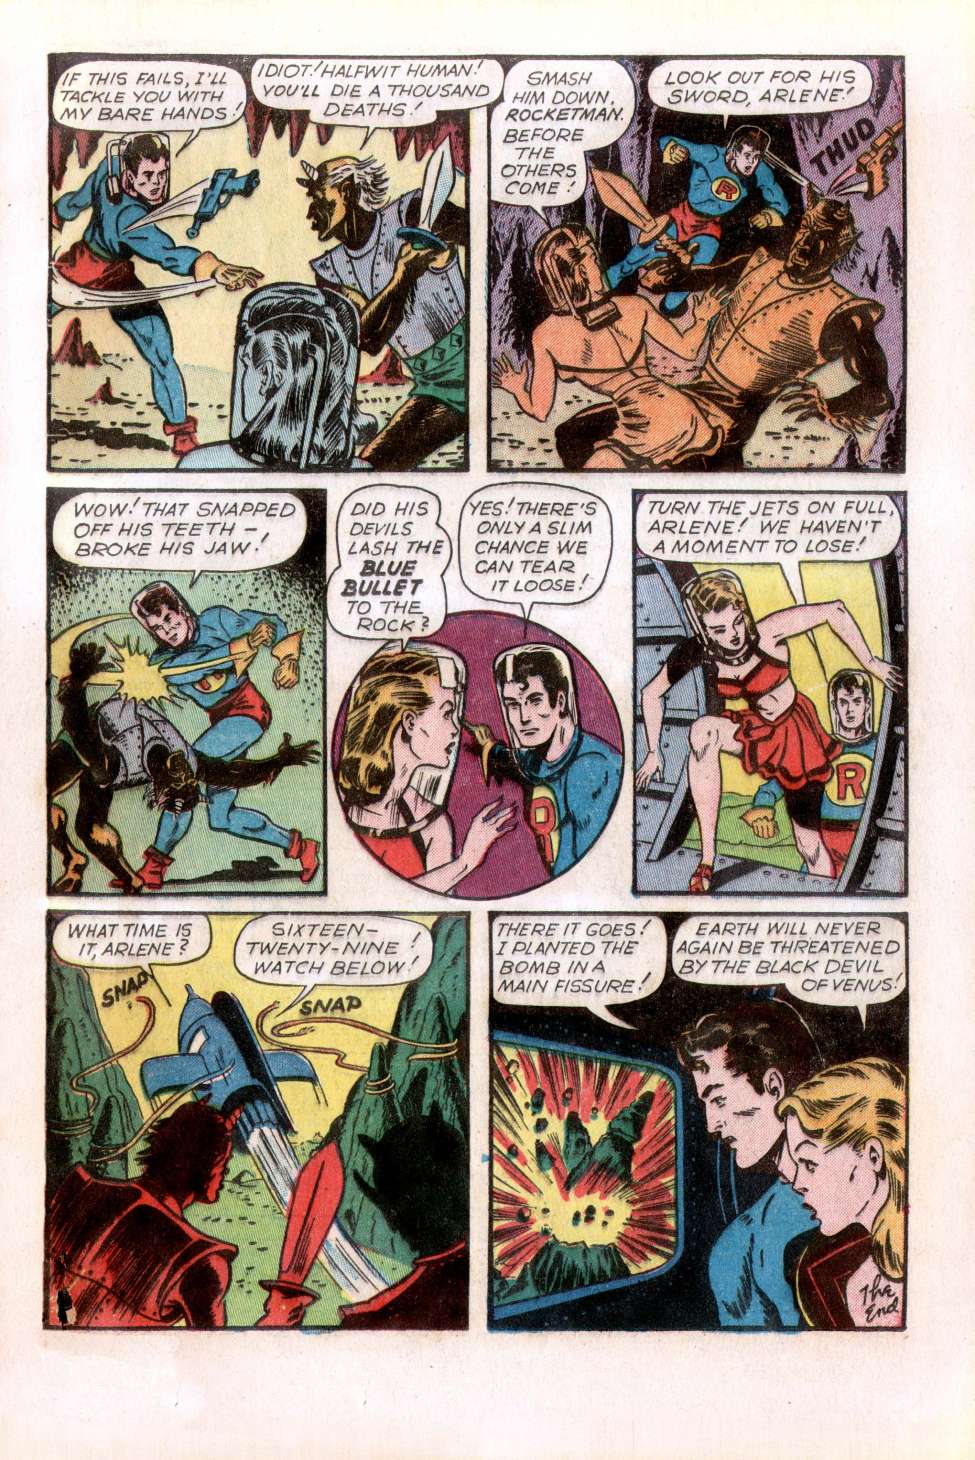 IF THIS FAILS, I'LL
TACKLE YOU WITH
MY BARE HANDS!
IDIOT! HALFWIT HUMAN!
YOU'LL DIE A THOUSAND
DEATHS!
SMASH
HIM DOWN,
ROCKETMAN.
BEFORE
THE
OTHERS
COME!
LOOK OUT FOR HIS
SWORD, ARLENE!
THUD
R
WOW! THAT SNAPPED
OFF HIS TEETH —
BROKE HIS JAW!
DID HIS
DEVILS
LASH THE
BLUE
BULLET
TO THE
ROCK?
YES! THERE'S
ONLY A SLIM
CHANCE WE
CAN TEAR
IT LOOSE!
TURN THE JETS ON FULL,
ARLENE! WE HAVEN'T
A MOMENT TO LOSE!
R
WHAT TIME IS
IT, ARLENE?
SIXTEEN-
TWENTY-NINE!
WATCH BELOW!
SNAP
SNAP
THERE IT GOES!
I PLANTED THE
BOMB IN A
MAIN FISSURE!
EARTH WILL NEVER
AGAIN BE THREATENED
BY THE BLACK DEVIL
OF VENUS!
The
End